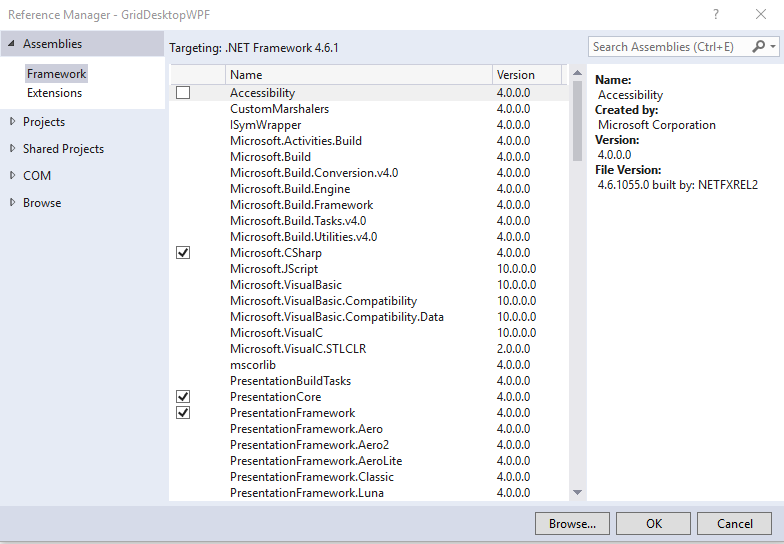 Reference Manager - GridDesktopWPF
?
Assemblies
Framework
Extensions
Projects
Shared Projects
COM
Browse
Targeting: .NET Framework 4.6.1
Search Assemblies (Ctrl+E)
Name Version
Accessibility 4.0.0.0
CustomMarshalers 4.0.0.0
ISymWrapper 4.0.0.0
Microsoft.Activities.Build 4.0.0.0
Microsoft.Build 4.0.0.0
Microsoft.Build.Conversion.v4.0 4.0.0.0
Microsoft.Build.Engine 4.0.0.0
Microsoft.Build.Framework 4.0.0.0
Microsoft.Build.Tasks.v4.0 4.0.0.0
Microsoft.Build.Utilities.v4.0 4.0.0.0
Microsoft.CSharp 4.0.0.0
Microsoft.JScript 10.0.0.0
Microsoft.VisualBasic 10.0.0.0
Microsoft.VisualBasic.Compatibility 10.0.0.0
Microsoft.VisualBasic.Compatibility.Data 10.0.0.0
Microsoft.VisualC 10.0.0.0
Microsoft.VisualC.STLCLR 2.0.0.0
mscorlib 4.0.0.0
PresentationBuildTasks 4.0.0.0
PresentationCore 4.0.0.0
PresentationFramework 4.0.0.0
PresentationFramework.Aero 4.0.0.0
PresentationFramework.Aero2 4.0.0.0
PresentationFramework.AeroLite 4.0.0.0
PresentationFramework.Classic 4.0.0.0
PresentationFramework.Luna 4.0.0.0
Name:
Accessibility
Created by:
Microsoft Corporation
Version:
4.0.0.0
File Version:
4.6.1055.0 built by: NETFXREL2
Browse...
OK
Cancel